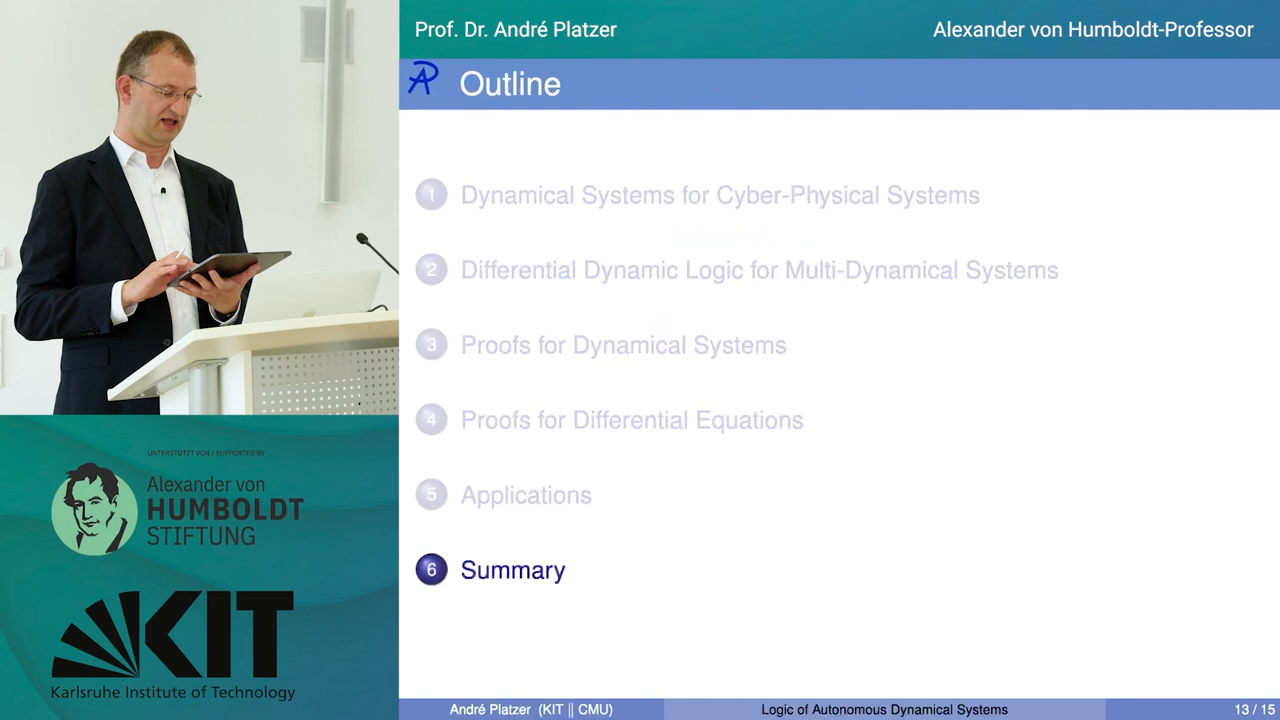 Prof. Dr. André Platzer
Alexander von Humboldt-Professor
Outline
1 Dynamical Systems for Cyber-Physical Systems
2 Differential Dynamic Logic for Multi-Dynamical Systems
3 Proofs for Dynamical Systems
4 Proofs for Differential Equations
5 Applications
6 Summary
UNTERSTÜTZT VON / SUPPORTED BY
Alexander von
HUMBOLDT
STIFTUNG
KIT
Karlsruhe Institute of Technology
André Platzer (KIT || CMU)
Logic of Autonomous Dynamical Systems
13 / 15